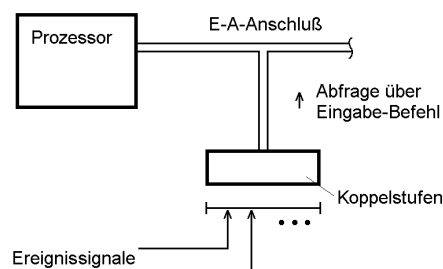 E-A-Anschluß
Prozessor
Abfrage über
Eingabe-Befehl
Koppelstufen
Ereignissignale